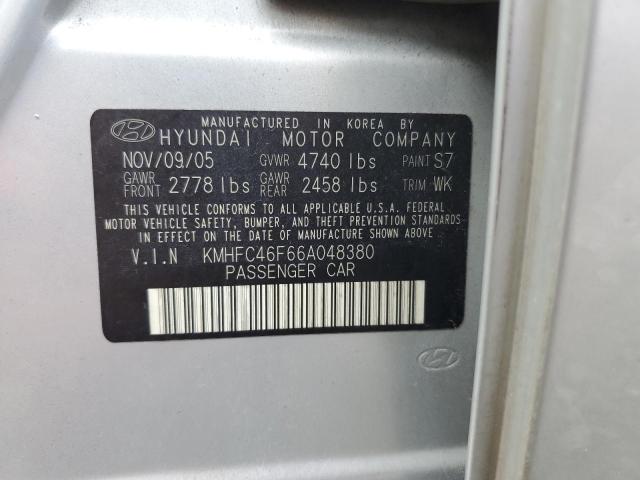 MANUFACTURED IN KOREA BY
HYUNDAI MOTOR COMPANY
NOV/09/05 GVWR 4740 lbs PAINT S7
GAWR FRONT 2778 lbs GAWR REAR 2458 lbs TRIM WK
THIS VEHICLE CONFORMS TO ALL APPLICABLE U.S.A. FEDERAL
MOTOR VEHICLE SAFETY, BUMPER, AND THEFT PREVENTION STANDARDS
IN EFFECT ON THE DATE OF MANUFACTURE SHOWN ABOVE .
V.I.N KMHFC46F66A048380
PASSENGER CAR